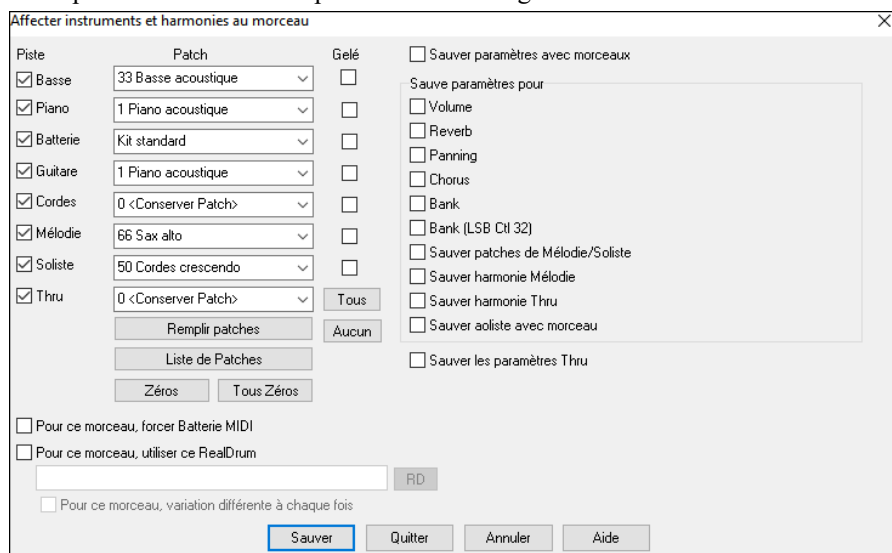 Affecter instruments et harmonies au morceau
Piste Patch Gelé
Basse 33 Basse acoustique
Piano 1 Piano acoustique
Batterie Kit standard
Guitare 1 Piano acoustique
Cordes 0 <Conserver Patch>
Mélodie 66 Sax alto
Soliste 50 Cordes crescendo
Thru 0 <Conserver Patch> Tous
Remplir patches Aucun
Liste de Patches
Zéros Tous Zéros
Sauver paramètres avec morceaux
Sauve paramètres pour
Volume
Reverb
Panning
Chorus
Bank
Bank (LSB Ctl 32)
Sauver patches de Mélodie/Soliste
Sauver harmonie Mélodie
Sauver harmonie Thru
Sauver aoliste avec morceau
Sauver les paramètres Thru
Pour ce morceau, forcer Batterie MIDI
Pour ce morceau, utiliser ce RealDrum
RD
Pour ce morceau, variation différente à chaque fois
Sauver Quitter Annuler Aide